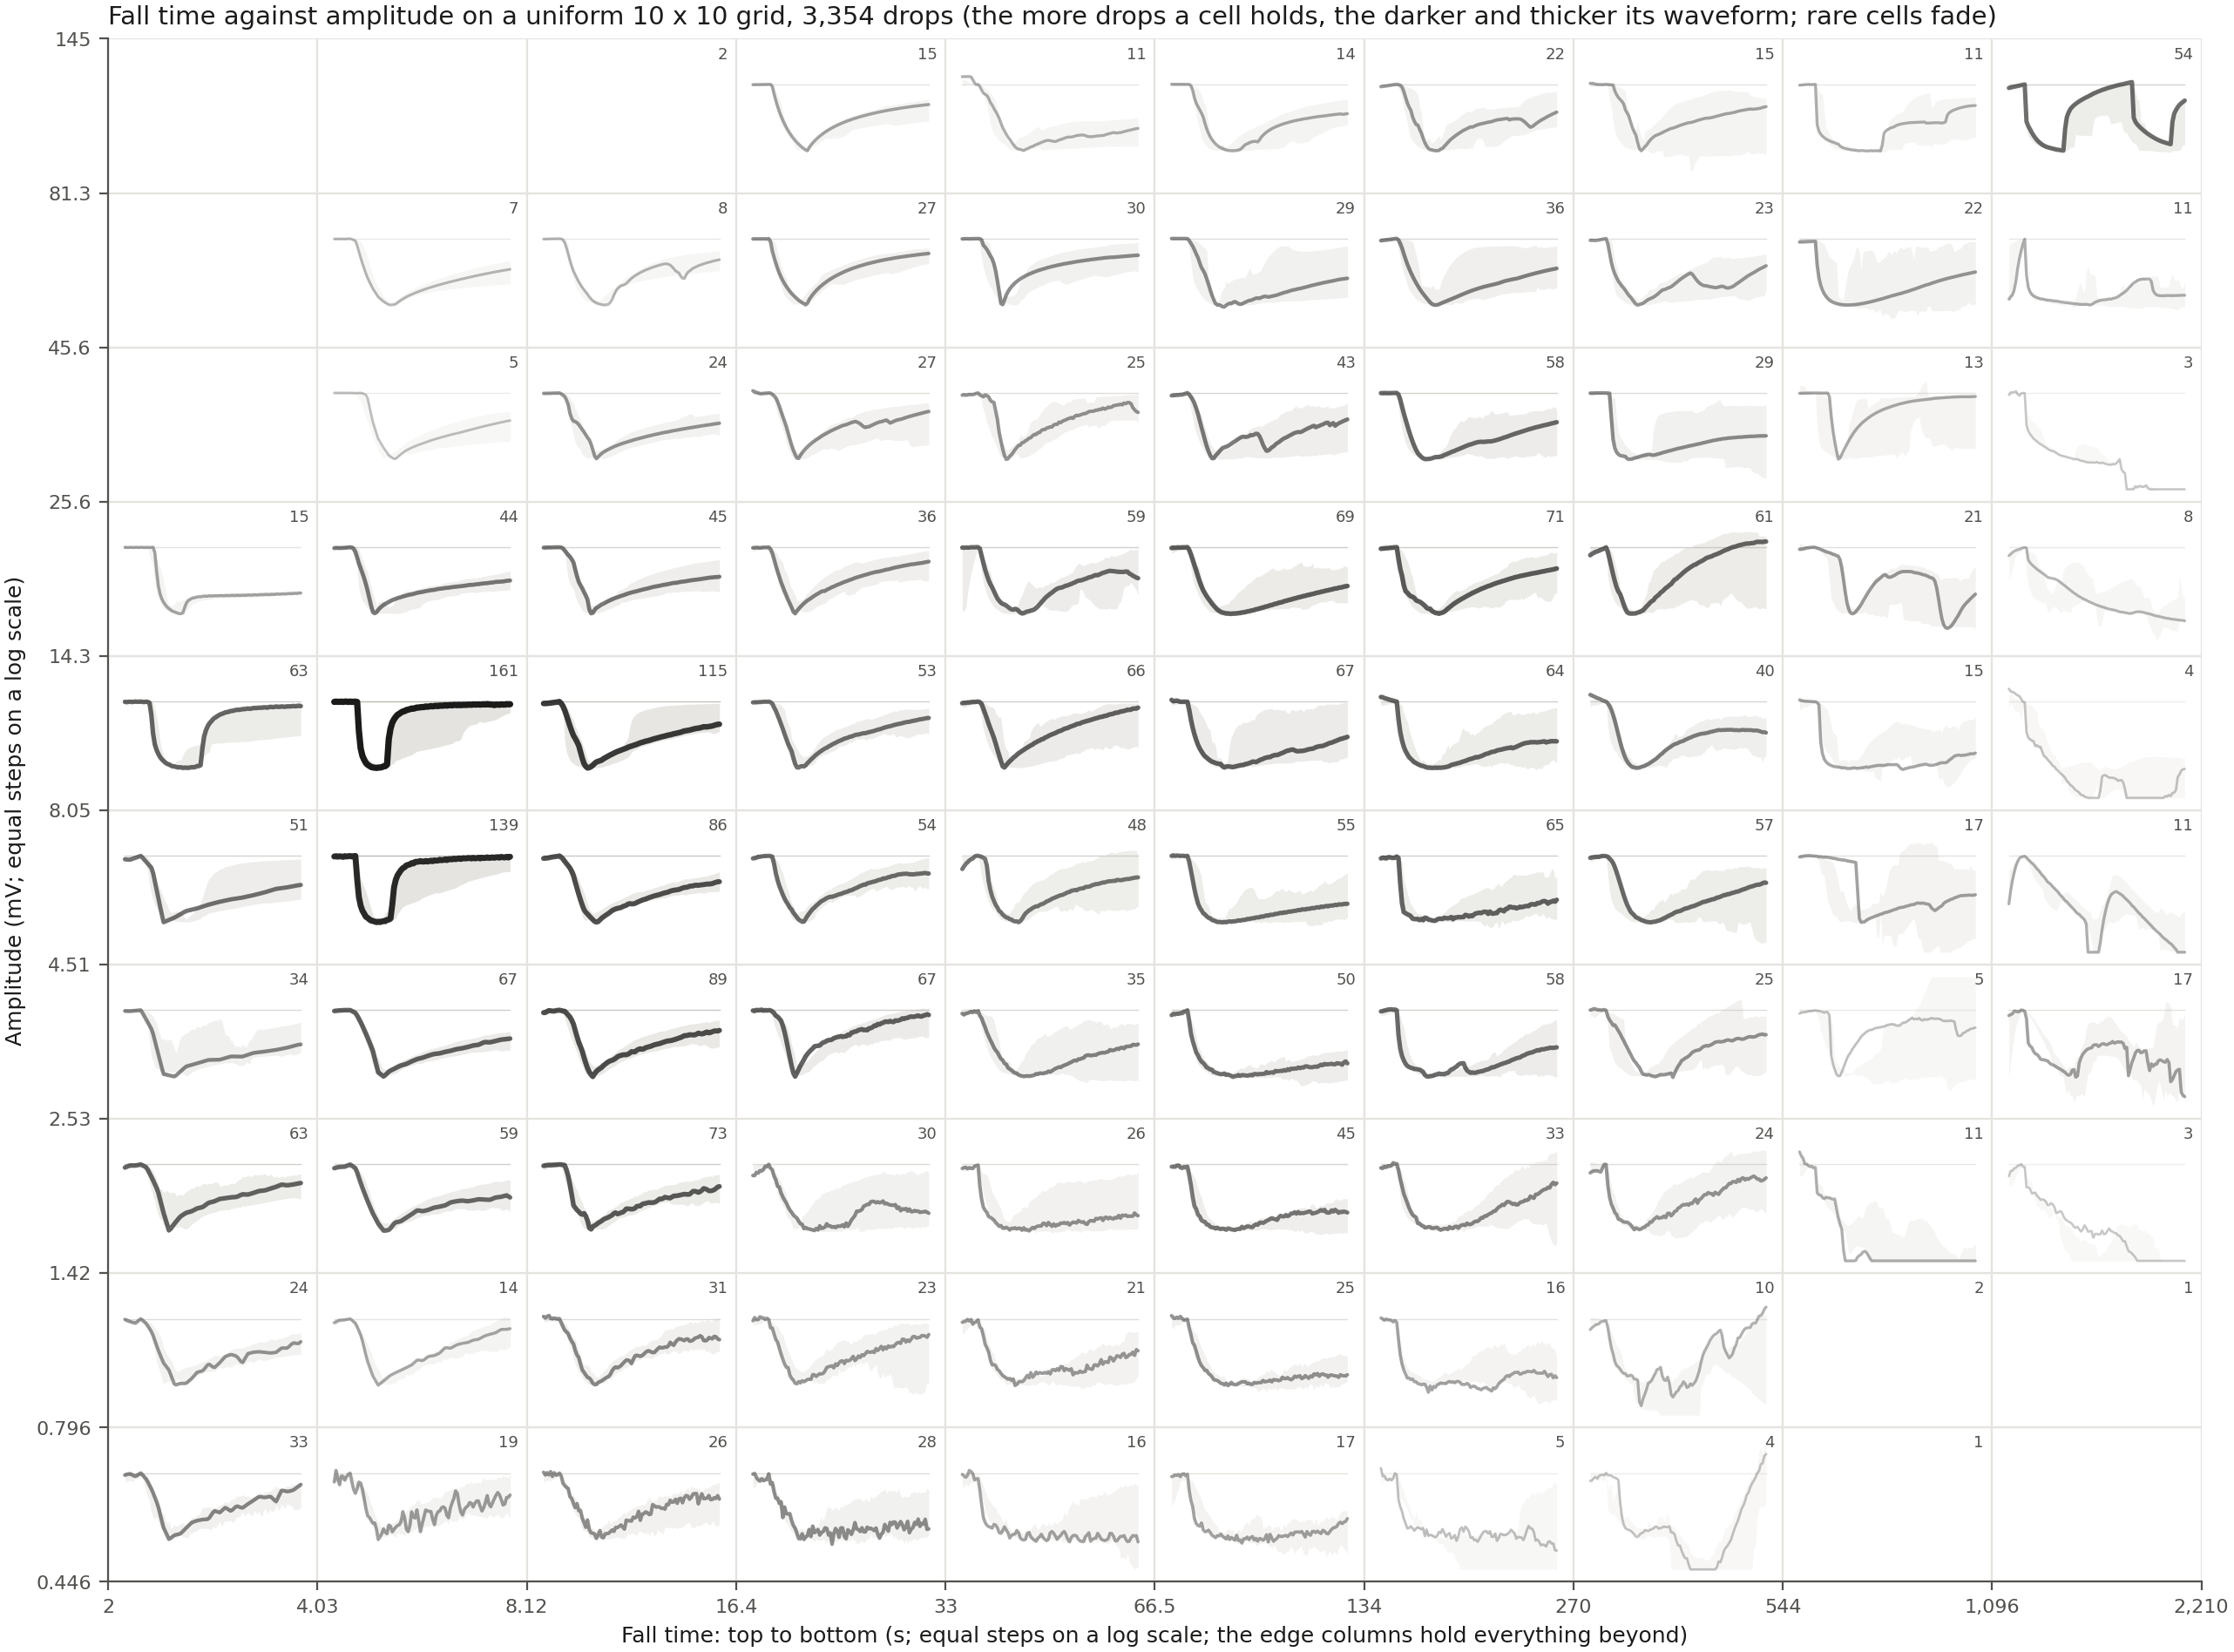 Fall time against amplitude on a uniform 10 x 10 grid, 3,354 drops (the more drops a cell holds, the darker and thicker its waveform; rare cells fade)
145
2 15 11 14 22 15 11 54
81.3
7 8 27 30 29 36 23 22 11
45.6
5 24 27 25 43 58 29 13 3
25.6
15 44 45 36 59 69 71 61 21 8
14.3
63 161 115 53 66 67 64 40 15 4
8.05
51 139 86 54 48 55 65 57 17 11
4.51
34 67 89 67 35 50 58 25 5 17
2.53
63 59 73 30 26 45 33 24 11 3
1.42
24 14 31 23 21 25 16 10 2 1
0.796
33 19 26 28 16 17 5 4 1
0.446
Amplitude (mV; equal steps on a log scale)
2 4.03 8.12 16.4 33 66.5 134 270 544 1,096 2,210
Fall time: top to bottom (s; equal steps on a log scale; the edge columns hold everything beyond)